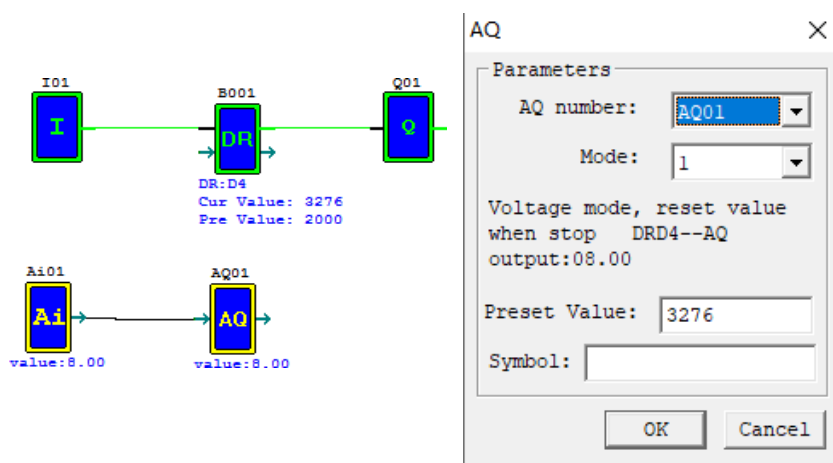 I01
I
B001
DR
DR:D4
Cur Value: 3276
Pre Value: 2000
Q01
Q
Ai01
Ai
value:8.00
AQ01
AQ
value:8.00
AQ
Parameters
AQ number: AQ01
Mode: 1
Voltage mode, reset value
when stop DRD4--AQ
output:08.00
Preset Value: 3276
Symbol:
OK Cancel